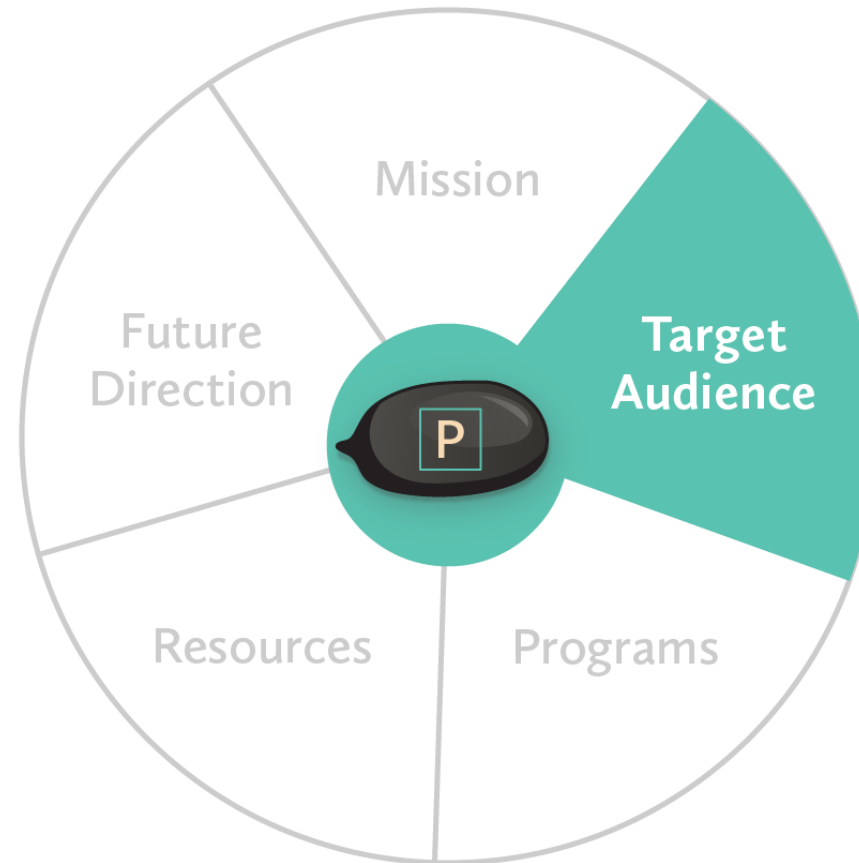 Mission
Target
Audience
Programs
Resources
Future
Direction
P